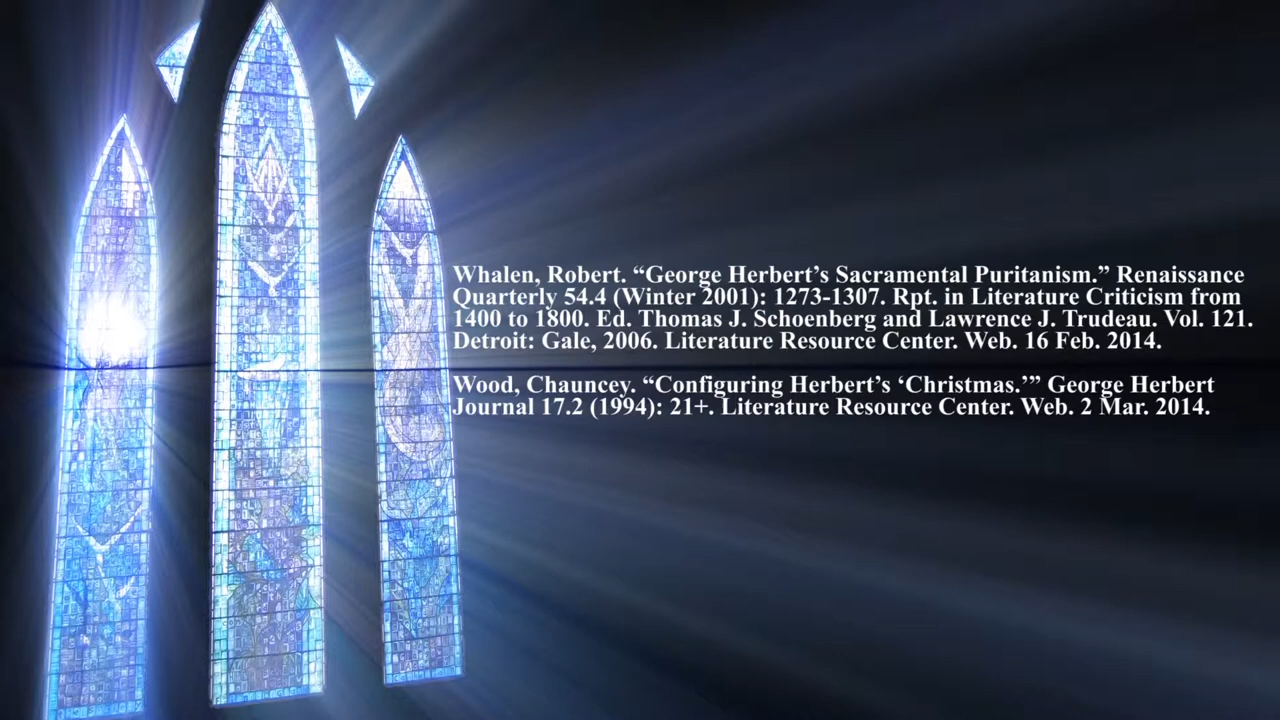 Whalen, Robert. “George Herbert’s Sacramental Puritanism.” Renaissance
Quarterly 54.4 (Winter 2001): 1273-1307. Rpt. in Literature Criticism from
1400 to 1800. Ed. Thomas J. Schoenberg and Lawrence J. Trudeau. Vol. 121.
Detroit: Gale, 2006. Literature Resource Center. Web. 16 Feb. 2014.
Wood, Chauncey. “Configuring Herbert’s ‘Christmas.’” George Herbert
Journal 17.2 (1994): 21+. Literature Resource Center. Web. 2 Mar. 2014.